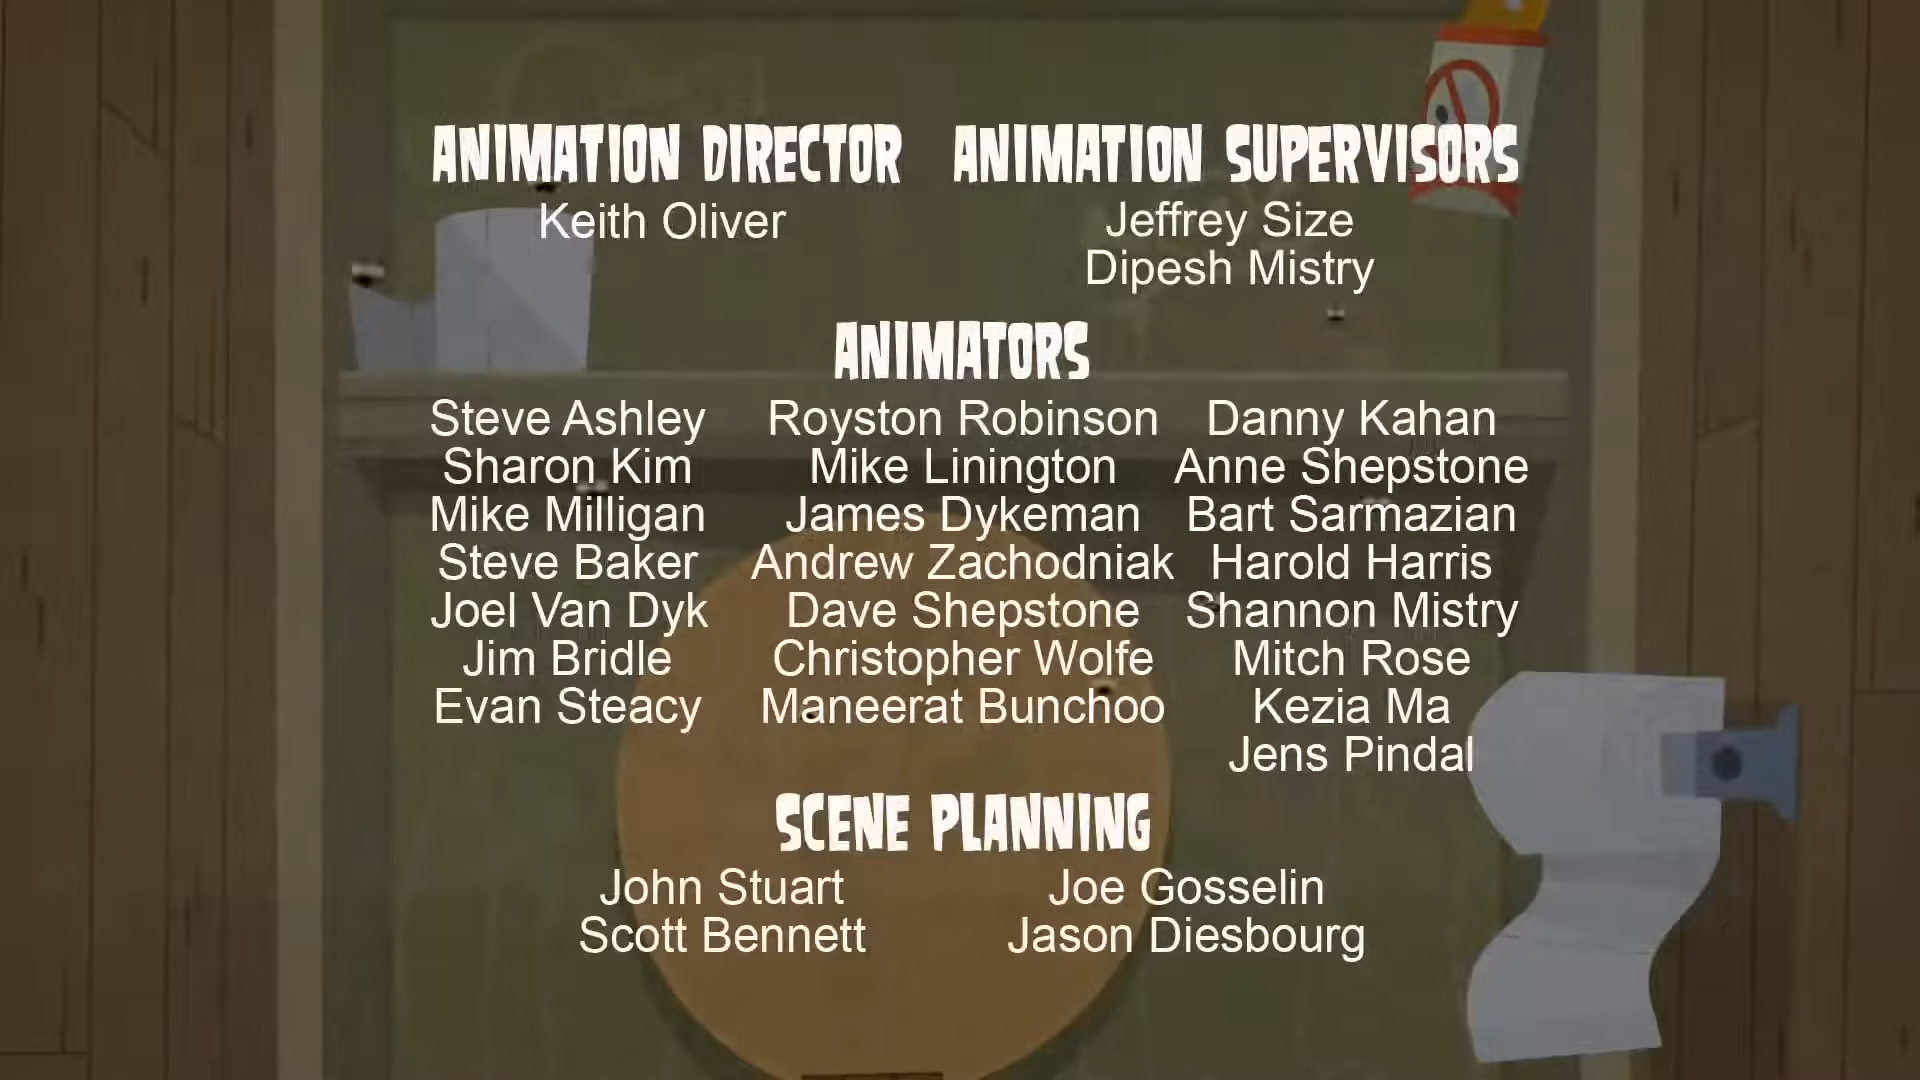 ANIMATION DIRECTOR
Keith Oliver
ANIMATION SUPERVISORS
Jeffrey Size
Dipesh Mistry
ANIMATORS
Steve Ashley
Sharon Kim
Mike Milligan
Steve Baker
Joel Van Dyk
Jim Bridle
Evan Steacy
Royston Robinson
Mike Linington
James Dykeman
Andrew Zachodniak
Dave Shepstone
Christopher Wolfe
Maneerat Bunchoo
Danny Kahan
Anne Shepstone
Bart Sarmazian
Harold Harris
Shannon Mistry
Mitch Rose
Kezia Ma
Jens Pindal
SCENE PLANNING
John Stuart
Scott Bennett
Joe Gosselin
Jason Diesbourg